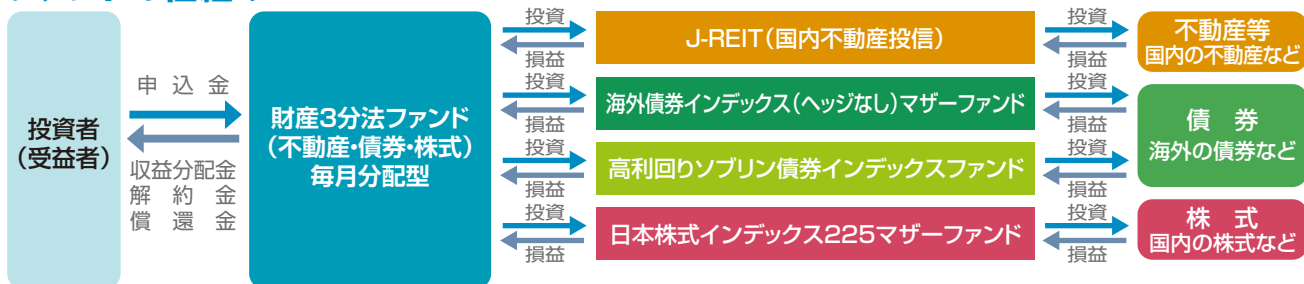 投資者
（受益者）
申込金
収益分配金
解約金
償還金
財産3分法ファンド
（不動産・債券・株式）
毎月分配型
投資
損益
J-REIT（国内不動産投信）
投資
損益
不動産等
国内の不動産など
投資
損益
海外債券インデックス（ヘッジなし）マザーファンド
投資
損益
債券
海外の債券など
投資
損益
高利回りソブリン債券インデックスファンド
投資
損益
投資
損益
日本株式インデックス225マザーファンド
投資
損益
株式
国内の株式など